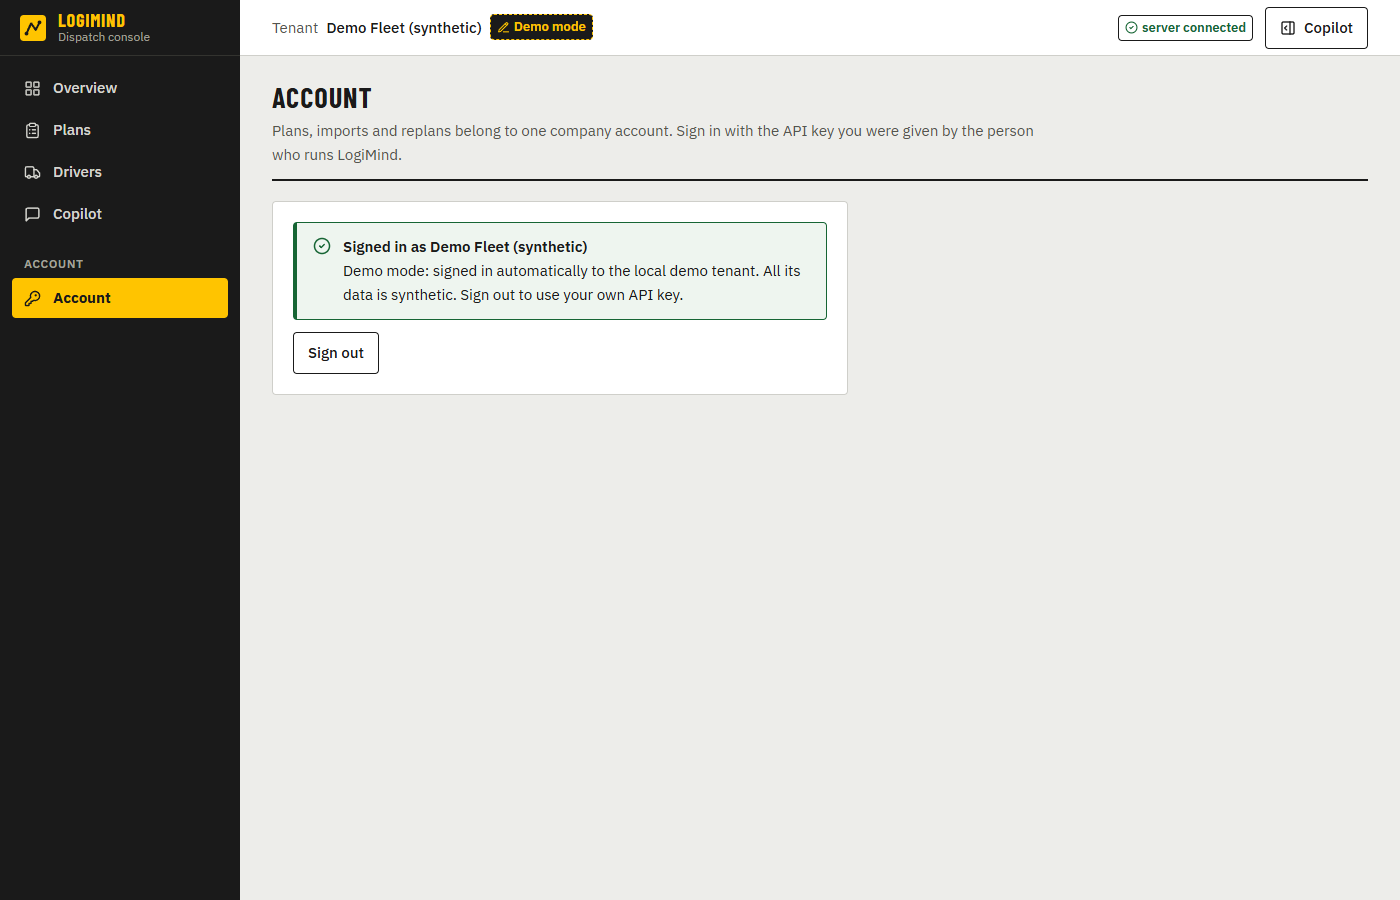 LOGIMIND
Dispatch console
Overview
Plans
Drivers
Copilot
ACCOUNT
Account
Tenant Demo Fleet (synthetic) Demo mode
server connected
Copilot
ACCOUNT
Plans, imports and replans belong to one company account. Sign in with the API key you were given by the person
who runs LogiMind.
Signed in as Demo Fleet (synthetic)
Demo mode: signed in automatically to the local demo tenant. All its
data is synthetic. Sign out to use your own API key.
Sign out